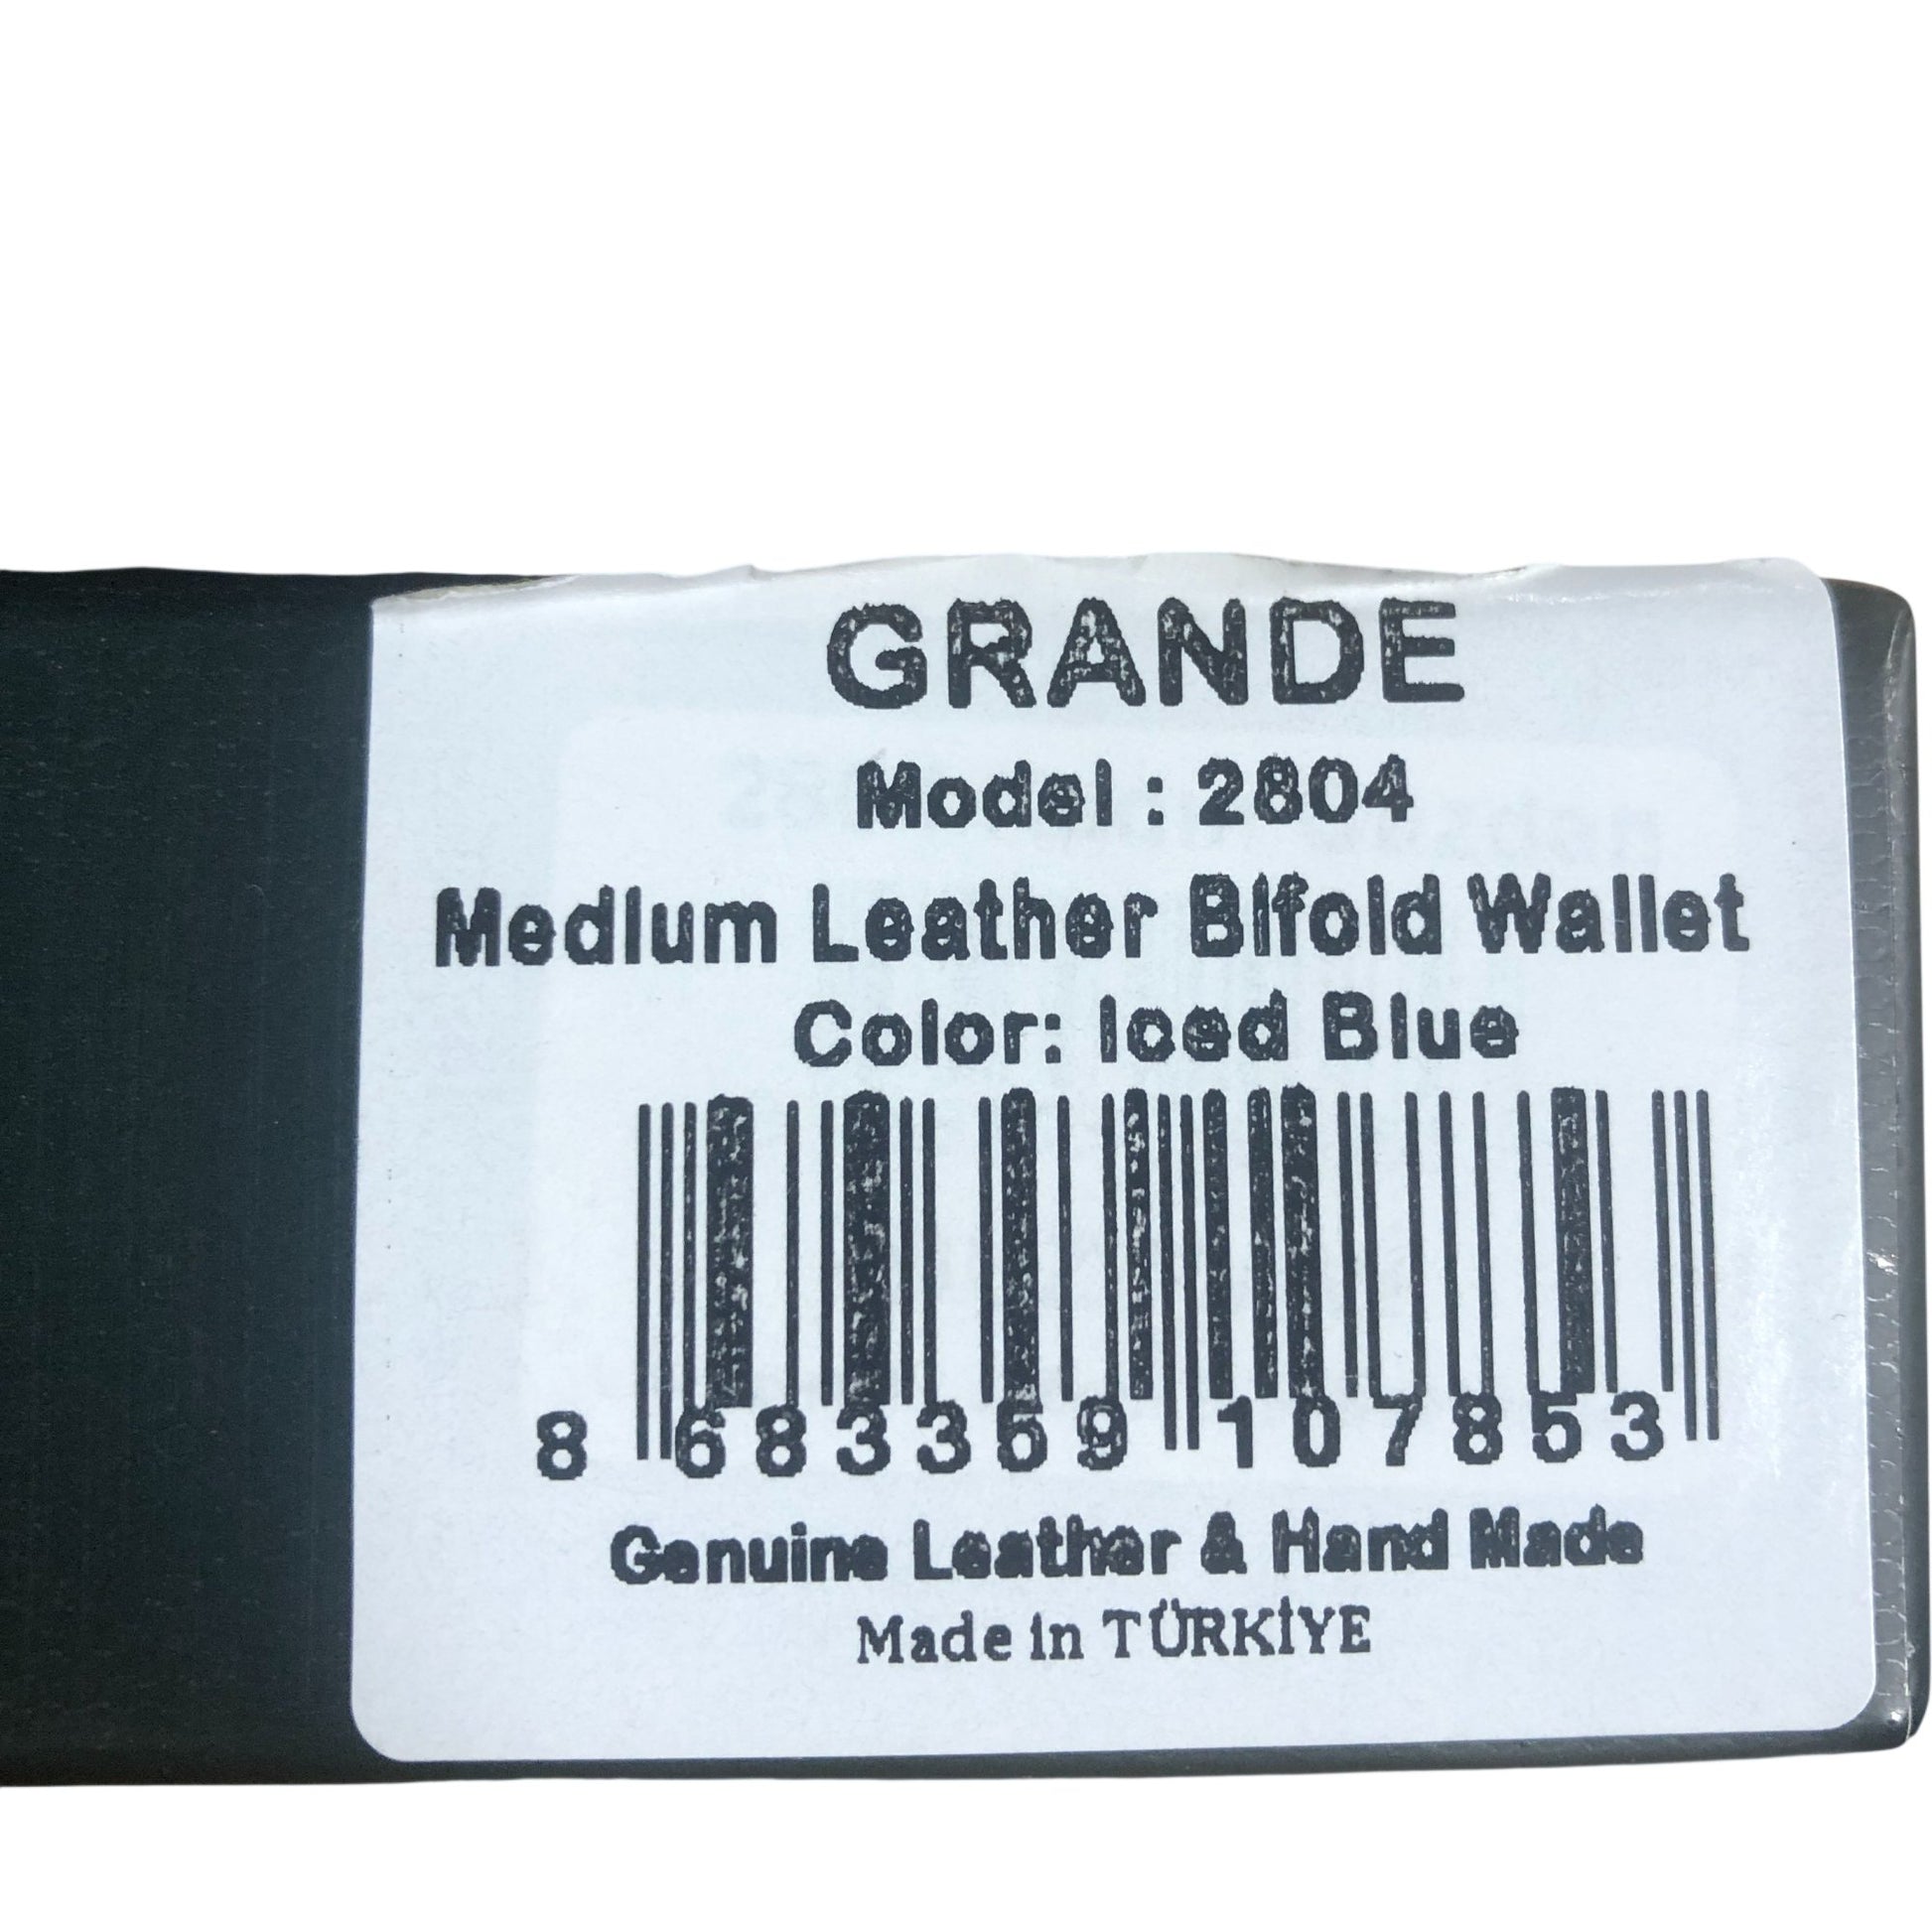 GRANDE
Model : 2804
Medium Leather Bifold Wallet
Color: Iced Blue
8 683359 107853
Genuine Leather & Hand Made
Made in TÜRKİYE